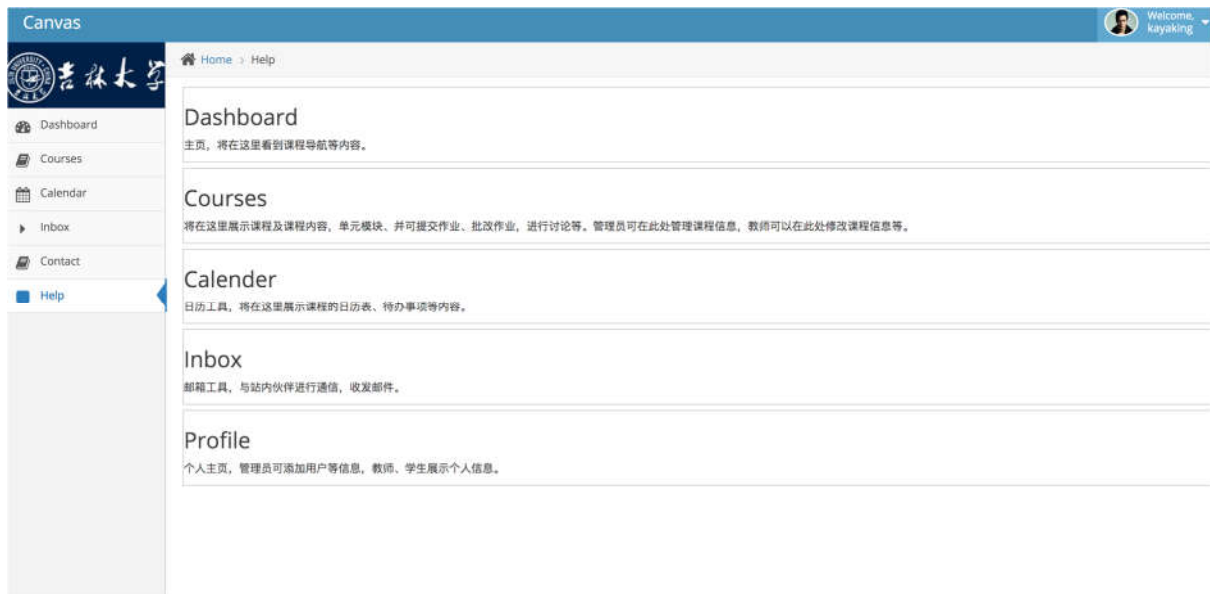 Canvas
Welcome,
kayaking
吉林大学
Home > Help
Dashboard
Courses
Calendar
Inbox
Contact
Help
Dashboard
主页，将在这里看到课程导航等内容。
Courses
将在这里展示课程及课程内容，单元模块、并可提交作业、批改作业，进行讨论等。管理员可在此处管理课程信息，教师可以在此处修改课程信息等。
Calender
日历工具，将在这里展示课程的日历表、待办事项等内容。
Inbox
邮箱工具，与站内伙伴进行通信，收发邮件。
Profile
个人主页，管理员可添加用户等信息，教师、学生展示个人信息。